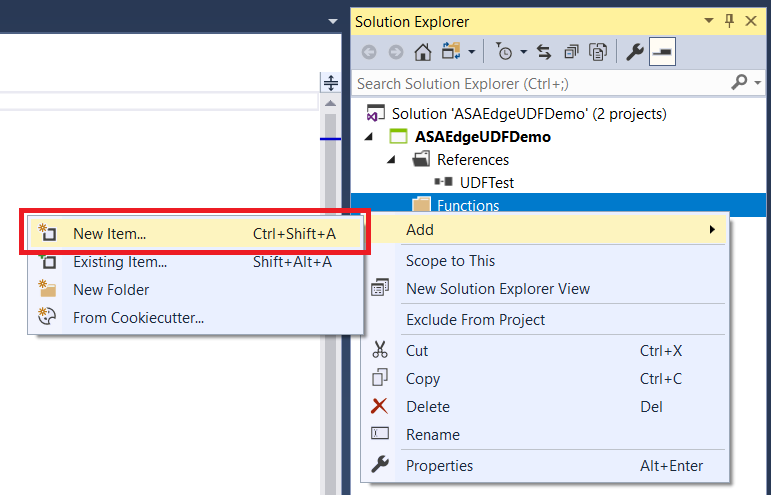 Solution Explorer
Search Solution Explorer (Ctrl+;)
Solution 'ASAEdgeUDFDemo' (2 projects)
ASAEdgeUDFDemo
References
UDFTest
Functions
New Item... Ctrl+Shift+A
Existing Item... Shift+Alt+A
New Folder
From Cookiecutter...
Add
Scope to This
New Solution Explorer View
Exclude From Project
Cut Ctrl+X
Copy Ctrl+C
Delete Del
Rename
Properties Alt+Enter